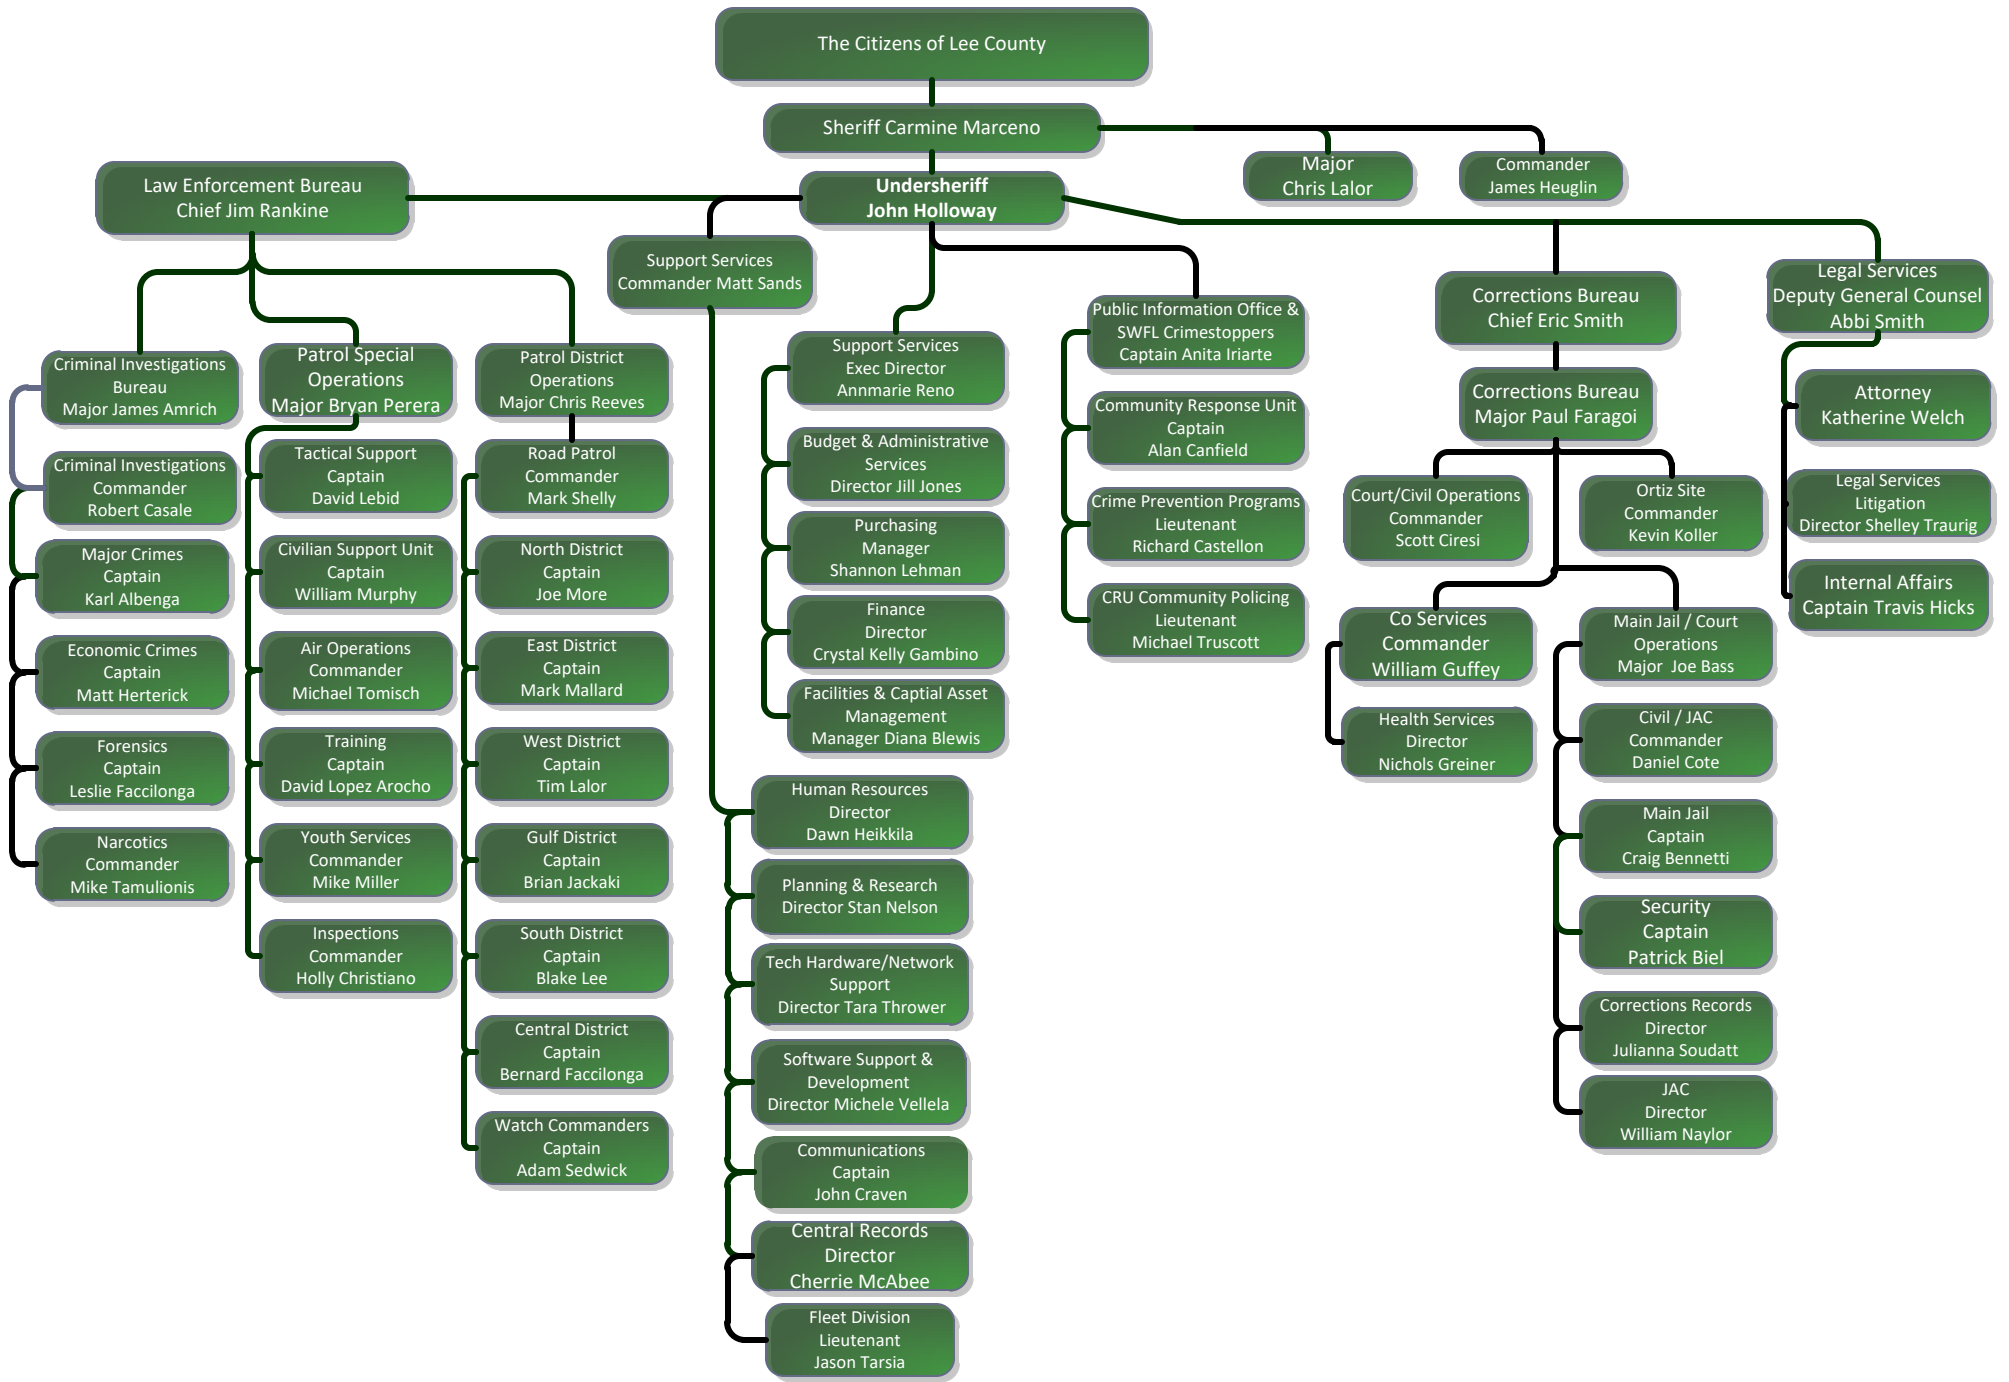 The Citizens of Lee County
Sheriff Carmine Marceno
Major
Chris Lalor
Commander
James Heuglin
Law Enforcement Bureau
Chief Jim Rankine
Undersheriff
John Holloway
Support Services
Commander Matt Sands
Criminal Investigations
Bureau
Major James Amrich
Criminal Investigations
Commander
Robert Casale
Major Crimes
Captain
Karl Albenga
Economic Crimes
Captain
Matt Herterick
Forensics
Captain
Leslie Faccilonga
Narcotics
Commander
Mike Tamulionis
Patrol Special
Operations
Major Bryan Perera
Tactical Support
Captain
David Lebid
Civilian Support Unit
Captain
William Murphy
Air Operations
Commander
Michael Tomisch
Training
Captain
David Lopez Arocho
Youth Services
Commander
Mike Miller
Inspections
Commander
Holly Christiano
Patrol District
Operations
Major Chris Reeves
Road Patrol
Commander
Mark Shelly
North District
Captain
Joe More
East District
Captain
Mark Mallard
West District
Captain
Tim Lalor
Gulf District
Captain
Brian Jackaki
South District
Captain
Blake Lee
Central District
Captain
Bernard Faccilonga
Watch Commanders
Captain
Adam Sedwick
Support Services
Exec Director
Annmarie Reno
Budget & Administrative
Services
Director Jill Jones
Purchasing
Manager
Shannon Lehman
Finance
Director
Crystal Kelly Gambino
Facilities & Captial Asset
Management
Manager Diana Blewis
Human Resources
Director
Dawn Heikkila
Planning & Research
Director Stan Nelson
Tech Hardware/Network
Support
Director Tara Thrower
Software Support &
Development
Director Michele Vellela
Communications
Captain
John Craven
Central Records
Director
Cherrie McAbee
Fleet Division
Lieutenant
Jason Tarsia
Public Information Office &
SWFL Crimestoppers
Captain Anita Iriarte
Community Response Unit
Captain
Alan Canfield
Crime Prevention Programs
Lieutenant
Richard Castellon
CRU Community Policing
Lieutenant
Michael Truscott
Corrections Bureau
Chief Eric Smith
Corrections Bureau
Major Paul Faragoi
Court/Civil Operations
Commander
Scott Ciresi
Ortiz Site
Commander
Kevin Koller
Co Services
Commander
William Guffey
Health Services
Director
Nichols Greiner
Main Jail / Court
Operations
Major Joe Bass
Civil / JAC
Commander
Daniel Cote
Main Jail
Captain
Craig Bennetti
Security
Captain
Patrick Biel
Corrections Records
Director
Julianna Soudatt
JAC
Director
William Naylor
Legal Services
Deputy General Counsel
Abbi Smith
Attorney
Katherine Welch
Legal Services
Litigation
Director Shelley Traurig
Internal Affairs
Captain Travis Hicks